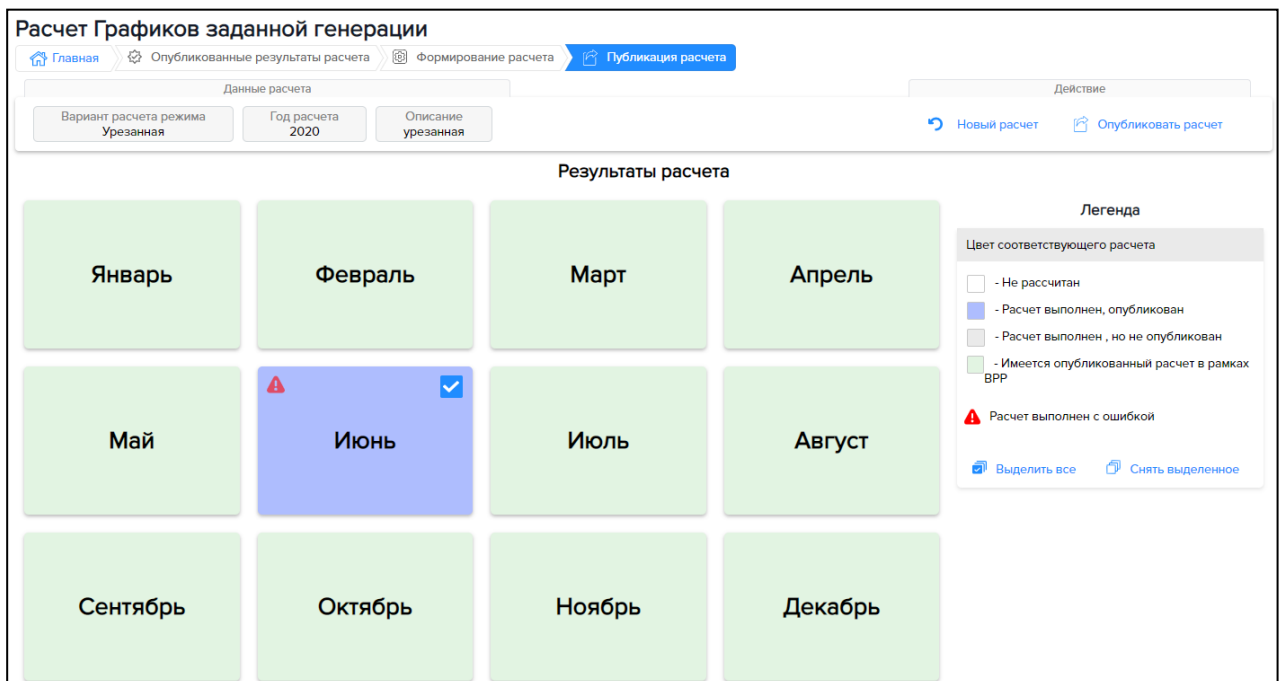 Расчет Графиков заданной генерации
Главная
Опубликованные результаты расчета
Формирование расчета
Публикация расчета
Данные расчета
Действие
Вариант расчета режима
Урезанная
Год расчета
2020
Описание
урезанная
Новый расчет
Опубликовать расчет
Результаты расчета
Январь
Февраль
Март
Апрель
Май
Июнь
Июль
Август
Сентябрь
Октябрь
Ноябрь
Декабрь
Легенда
Цвет соответствующего расчета
- Не рассчитан
- Расчет выполнен, опубликован
- Расчет выполнен , но не опубликован
- Имеется опубликованный расчет в рамках
ВРР
Расчет выполнен с ошибкой
Выделить все
Снять выделенное